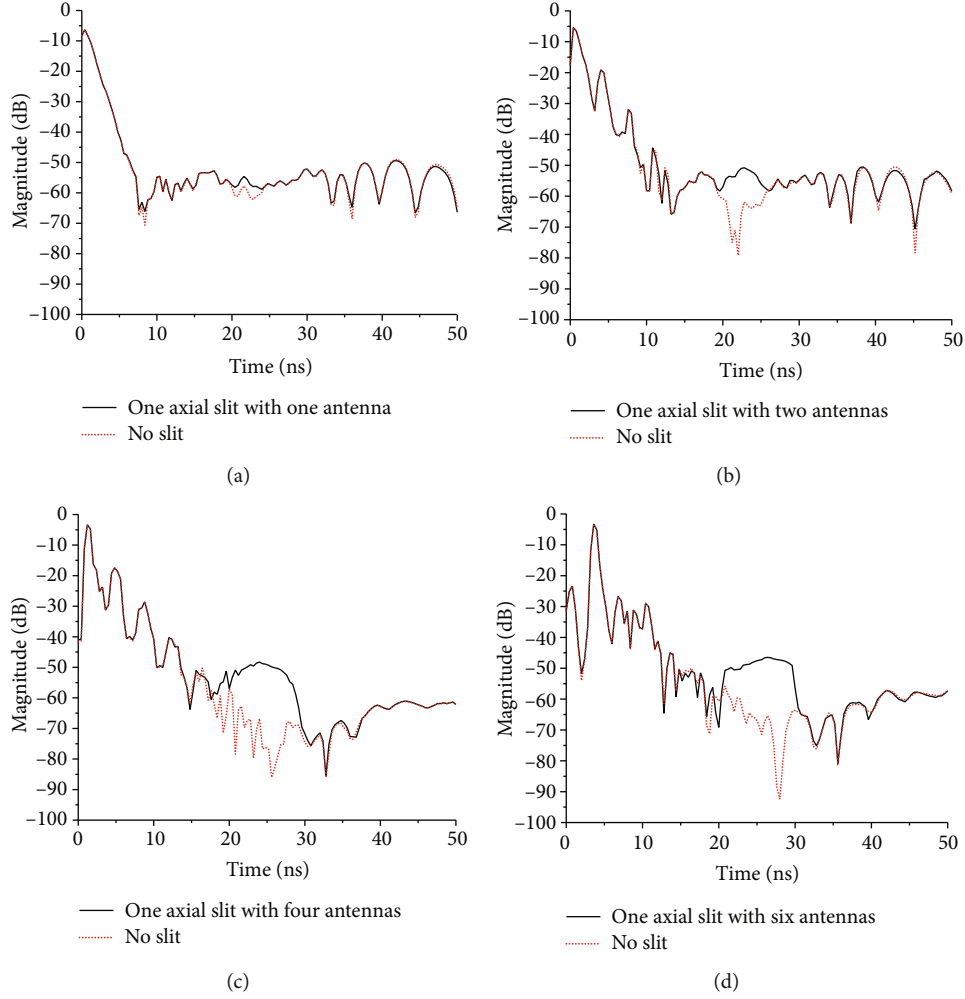 0
−10
−20
−30
−40
−50
−60
−70
−80
−90
−100
Magnitude (dB)
0 10 20 30 40 50
Time (ns)
One axial slit with one antenna
No slit
(a)
0
−10
−20
−30
−40
−50
−60
−70
−80
−90
−100
Magnitude (dB)
0 10 20 30 40 50
Time (ns)
One axial slit with two antennas
No slit
(b)
0
−10
−20
−30
−40
−50
−60
−70
−80
−90
−100
Magnitude (dB)
0 10 20 30 40 50
Time (ns)
One axial slit with four antennas
No slit
(c)
0
−10
−20
−30
−40
−50
−60
−70
−80
−90
−100
Magnitude (dB)
0 10 20 30 40 50
Time (ns)
One axial slit with six antennas
No slit
(d)